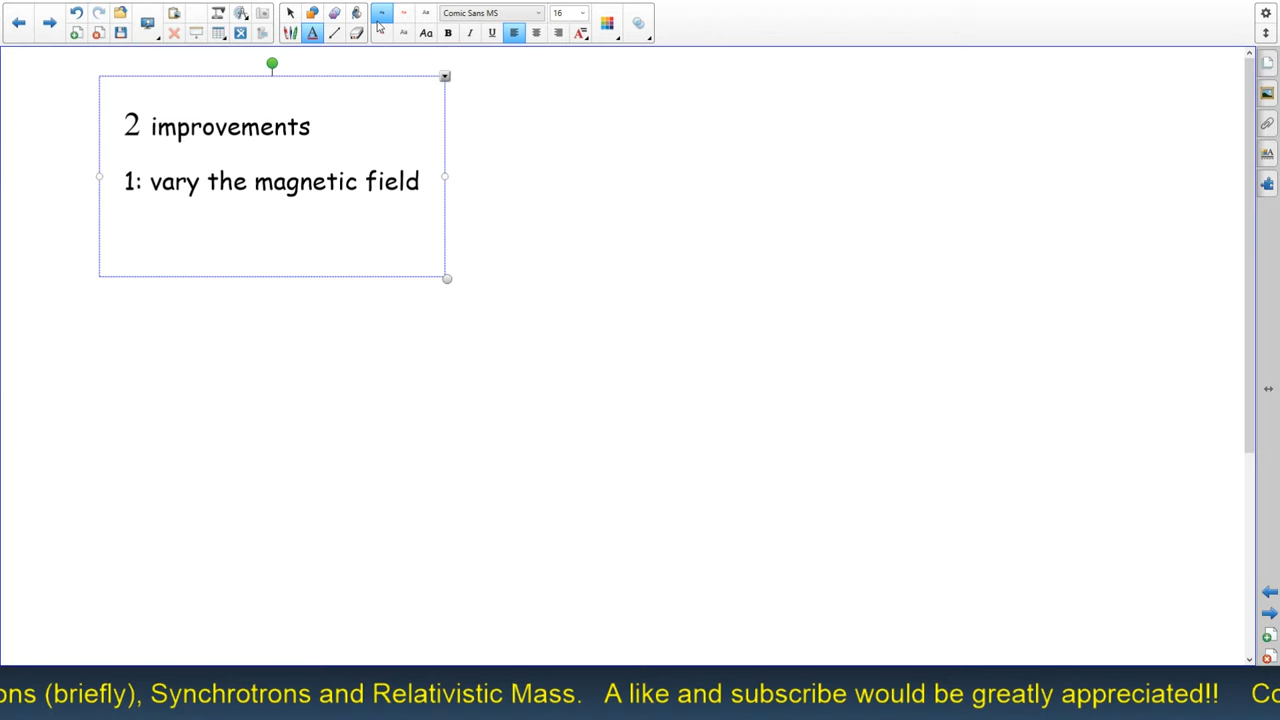 Comic Sans MS
16
2 improvements
1: vary the magnetic field
ons (briefly), Synchrotrons and Relativistic Mass. A like and subscribe would be greatly appreciated!! Co